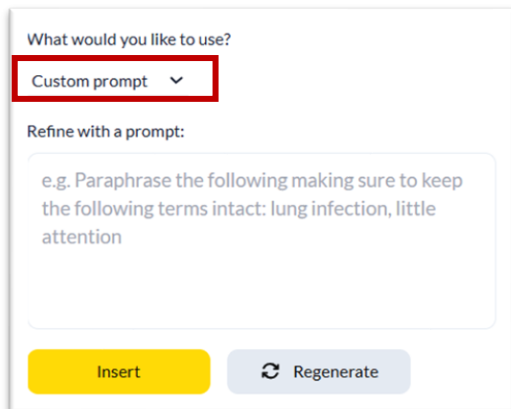 What would you like to use?
Custom prompt
Refine with a prompt:
e.g. Paraphrase the following making sure to keep
the following terms intact: lung infection, little
attention
Insert
Regenerate